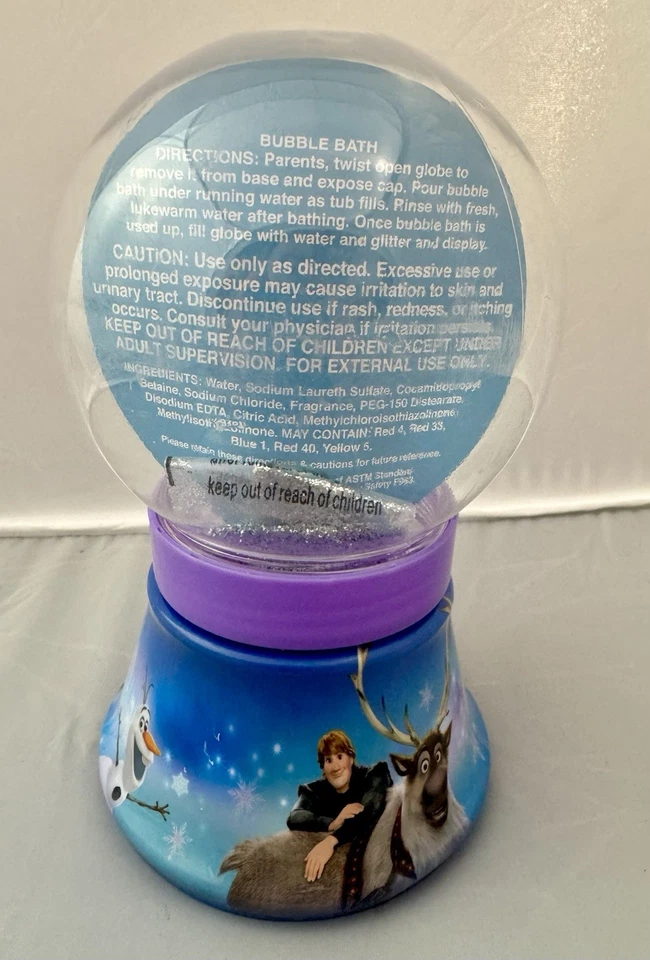 BUBBLE BATH
DIRECTIONS: Parents, twist open globe to
remove it from base and expose cap. Pour bubble
bath under running water as tub fills. Rinse with fresh,
lukewarm water after bathing. Once bubble bath is
used up, fill globe with water and glitter and display.
CAUTION: Use only as directed. Excessive use or
prolonged exposure may cause irritation to skin and
urinary tract. Discontinue use if rash, redness, or itching
occurs. Consult your physician if irritation persists.
KEEP OUT OF REACH OF CHILDREN EXCEPT UNDER
ADULT SUPERVISION. FOR EXTERNAL USE ONLY.
INGREDIENTS: Water, Sodium Laureth Sulfate, Cocamidopropyl
Betaine, Sodium Chloride, Fragrance, PEG-150 Distearate,
Disodium EDTA, Citric Acid, Methylchloroisothiazolinone,
MAY CONTAIN: Red 4, Red 33,
Blue 1, Red 40, Yellow 5.
Please retain these directions & cautions for future reference.
ASTM Standard
Safety F963.
keep out of reach of children